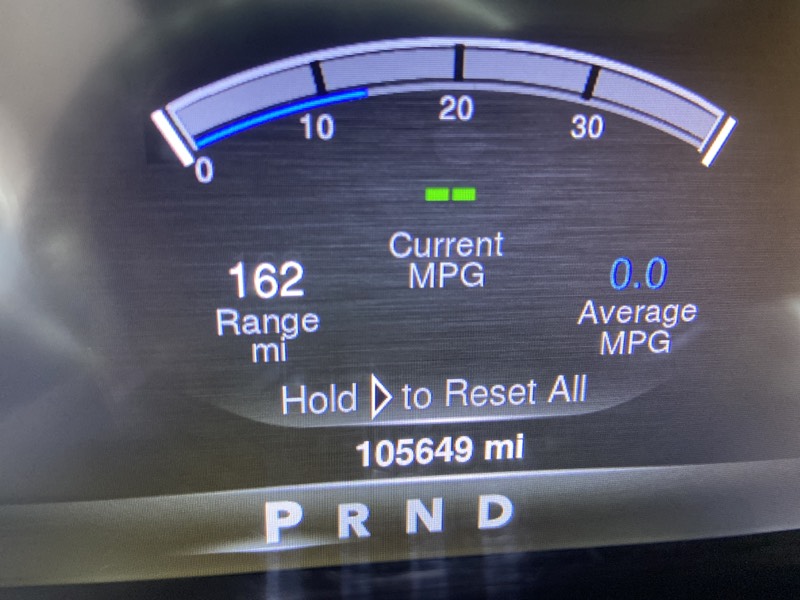 0 10 20 30
--
Current
MPG
162
Range
mi
0.0
Average
MPG
Hold ▷ to Reset All
105649 mi
P R N D